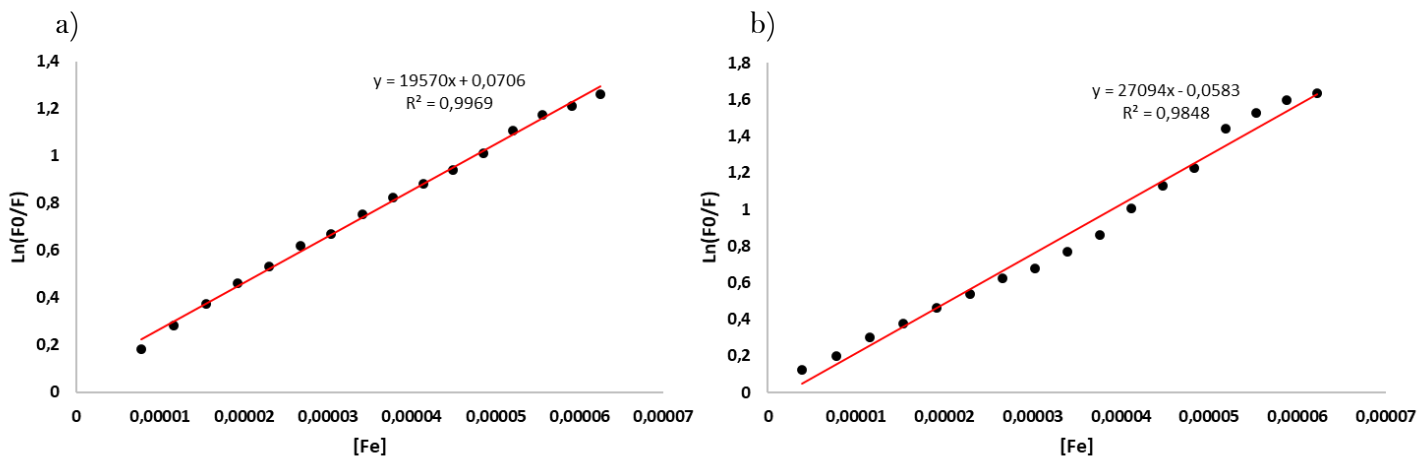 a)
1,4
1,2
1
0,8
0,6
0,4
0,2
0
Ln(F0/F)
y = 19570x + 0,0706
R² = 0,9969
0 0,00001 0,00002 0,00003 0,00004 0,00005 0,00006 0,00007
[Fe]
b)
1,8
1,6
1,4
1,2
1
0,8
0,6
0,4
0,2
0
Ln(F0/F)
y = 27094x - 0,0583
R² = 0,9848
0 0,00001 0,00002 0,00003 0,00004 0,00005 0,00006 0,00007
[Fe]